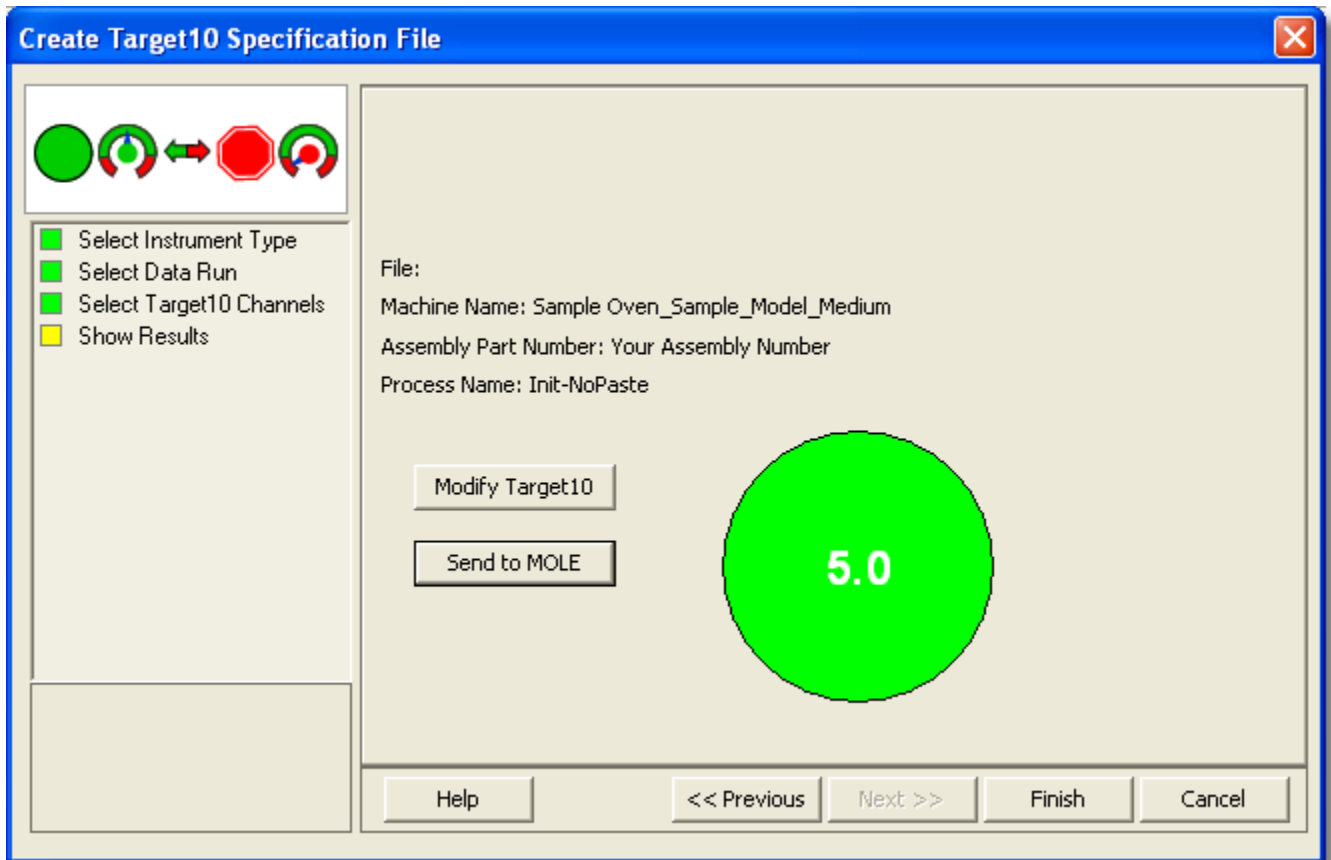 Create Target10 Specification File
Select Instrument Type
Select Data Run
Select Target10 Channels
Show Results
File:
Machine Name: Sample Oven_Sample_Model_Medium
Assembly Part Number: Your Assembly Number
Process Name: Init-NoPaste
Modify Target10
Send to MOLE
5.0
Help
<< Previous
Next >>
Finish
Cancel